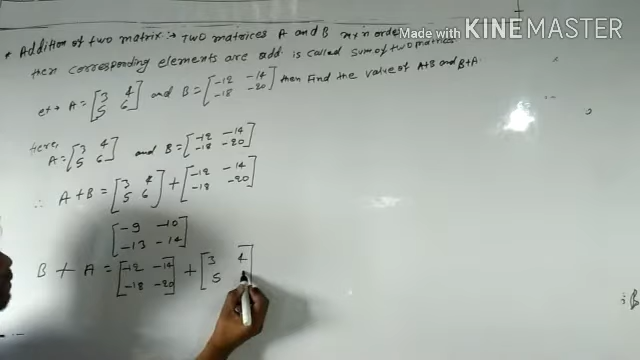 Made with KINEMASTER
* Addition of two matrix :→ Two matrices A and B mxn order
then corresponding elements are add is called sum of two matrices
et→ A = [3 4 5 6] and B = [-12 -14 -18 -20] then Find the value of A+B and B+A.
Here, A = [3 4 5 6] and B = [-12 -14 -18 -20]
∴ A + B = [3 4 5 6] + [-12 -14 -18 -20]
[-9 -10 -13 -14]
B + A = [-12 -14 -18 -20] + [3 4 5
∴ B